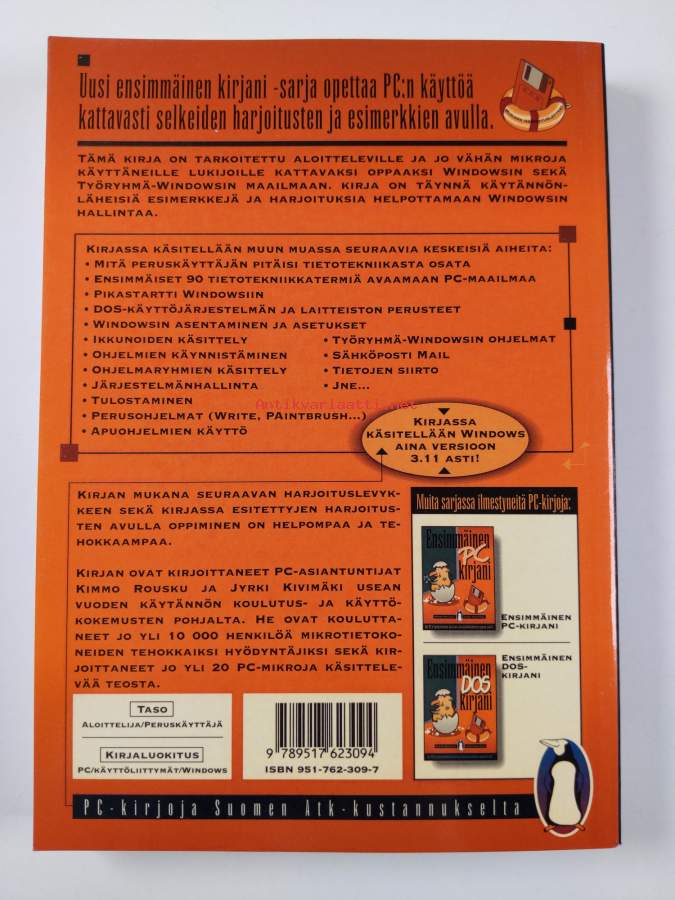 Uusi ensimmäinen kirjani -sarja opettaa PC:n käyttöä
kattavasti selkeiden harjoitusten ja esimerkkien avulla.
Tämä kirja on tarkoitettu aloitteleville ja jo vähän mikroja
käyttäneille lukijoille kattavaksi oppaaksi Windowsin sekä
Työryhmä-Windowsin maailmaan. Kirja on täynnä käytännön-
läheisiä esimerkkejä ja harjoituksia helpottamaan Windowsin
hallintaa.
Kirjassa käsitellään muun muassa seuraavia keskeisiä aiheita:
• Mitä peruskäyttäjän pitäisi tietotekniikasta osata
• Ensimmäiset 90 tietotekniikkatermiä avaamaan PC-maailmaa
• Pikastartti Windowsiin
• DOS-käyttöjärjestelmän ja laitteiston perusteet
• Windowsin asentaminen ja asetukset
• Ikkunoiden käsittely
• Ohjelmien käynnistäminen
• Ohjelmaryhmien käsittely
• Järjestelmänhallinta
• Tulostaminen
• Perusohjelmat (Write, PAintbrush...)
• Apuohjelmien käyttö
• Työryhmä-Windowsin ohjelmat
• Sähköposti Mail
• Tietojen siirto
• Jne...
Antikvariaatti.net
Kirjassa
käsitellään Windows
aina versioon
3.11 asti!
Kirjan mukana seuraavan harjoituslevyk-
keen sekä kirjassa esitettyjen harjoitus-
ten avulla oppiminen on helpompaa ja te-
hokkaampaa.
Kirjan ovat kirjoittaneet PC-asiantuntijat
Kimmo Rousku ja Jyrki Kivimäki usean
vuoden käytännön koulutus- ja käyttö-
kokemusten pohjalta. He ovat koulutta-
neet jo yli 10 000 henkilöä mikrotietoko-
neiden tehokkaiksi hyödyntäjiksi sekä kir-
joittaneet jo yli 20 PC-mikroja käsittele-
vää teosta.
Muita sarjassa ilmestyneitä PC-kirjoja:
Ensimmäinen
PC
kirjani
Ensimmäinen
PC-kirjani
Ensimmäinen
DOS
kirjani
Ensimmäinen
DOS-
kirjani
Taso
Aloittelija/Peruskäyttäjä
Kirjaluokitus
PC/Käyttöliittymät/Windows
9 789517 623094
ISBN 951-762-309-7
PC-kirjoja Suomen Atk-kustannukselta